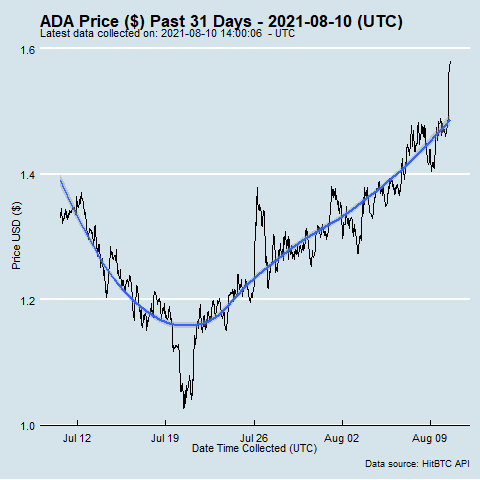 ADA Price ($) Past 31 Days - 2021-08-10 (UTC)
Latest data collected on: 2021-08-10 14:00:06  - UTC
1.6
1.4
1.2
1.0
Price USD ($)
Jul 12
Jul 19
Jul 26
Aug 02
Aug 09
Date Time Collected (UTC)
Data source: HitBTC API